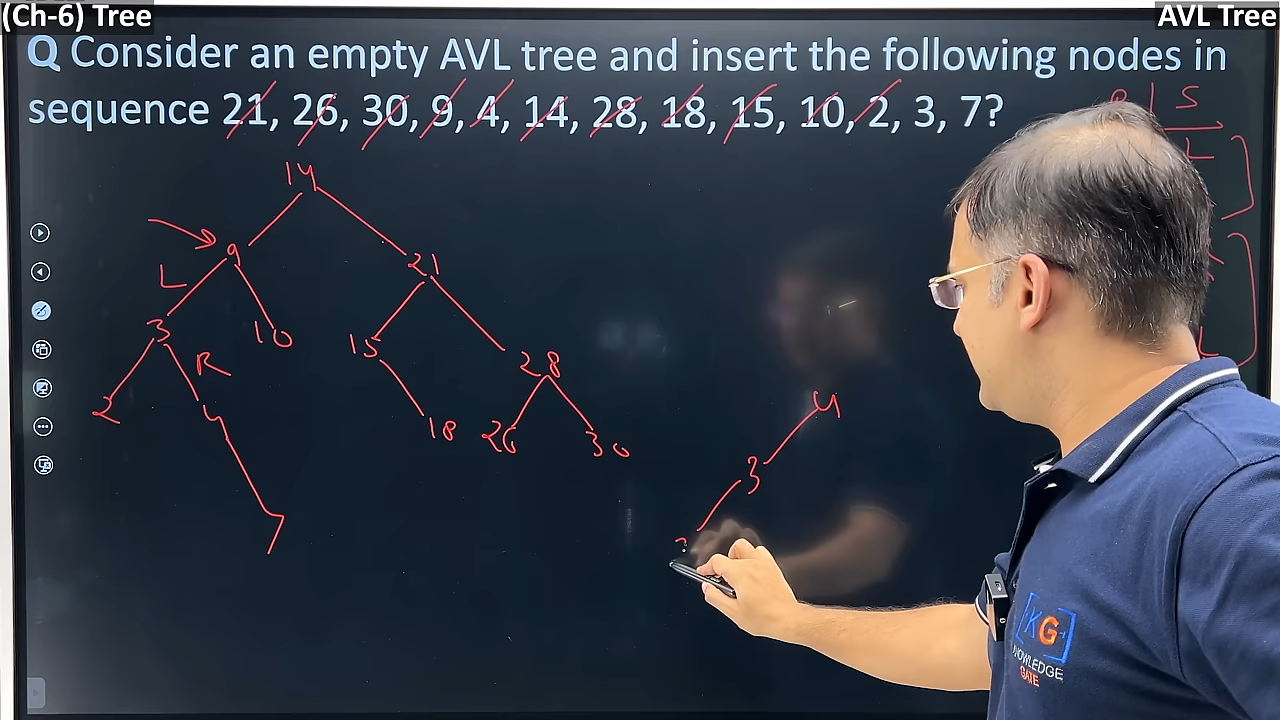 (Ch-6) Tree
AVL Tree
Q Consider an empty AVL tree and insert the following nodes in
sequence 21, 26, 30, 9, 4, 14, 28, 18, 15, 10, 2, 3, 7?
S
L
14
9
21
L
3
10
15
28
R
2
4
18
26
30
7
4
3
L
KG
KNOWLEDGE
GATE